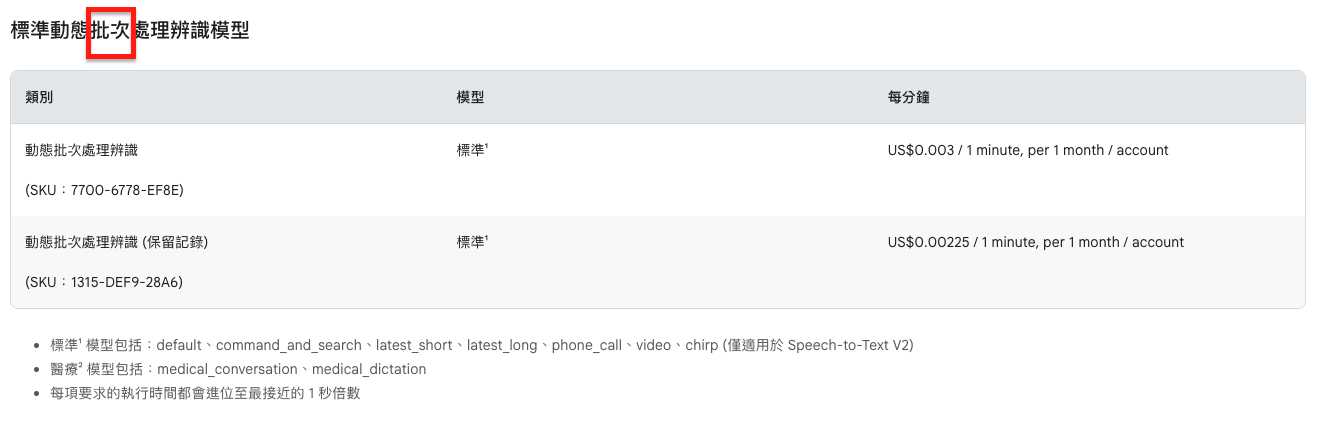 標準動態批次處理辨識模型
類別 模型 每分鐘
動態批次處理辨識 標準¹ US$0.003 / 1 minute, per 1 month / account
(SKU：7700-6778-EF8E)
動態批次處理辨識 (保留記錄) 標準¹ US$0.00225 / 1 minute, per 1 month / account
(SKU：1315-DEF9-28A6)
• 標準¹ 模型包括：default、command_and_search、latest_short、latest_long、phone_call、video、chirp (僅適用於 Speech-to-Text V2)
• 醫療² 模型包括：medical_conversation、medical_dictation
• 每項要求的執行時間都會進位至最接近的 1 秒倍數